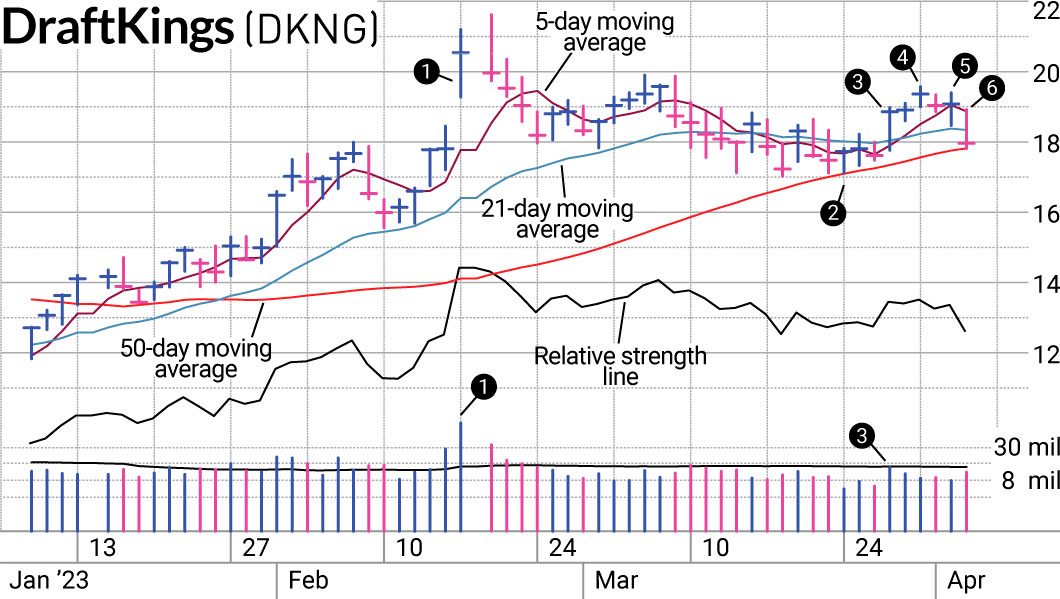 DraftKings (DKNG)
22
5-day moving
average
1
20
4
5
3
6
18
21-day moving
average
2
16
14
50-day moving
average
Relative strength
line
12
1
3
30 mil
8 mil
13
27
10
24
10
24
Jan '23
Feb
Mar
Apr